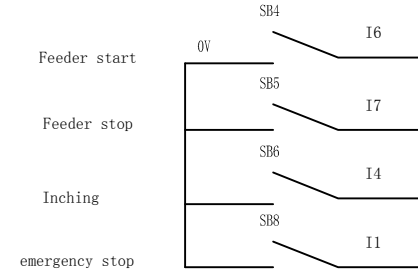 SB4
I6
0V
Feeder start
SB5
I7
Feeder stop
SB6
I4
Inching
SB8
I1
emergency stop